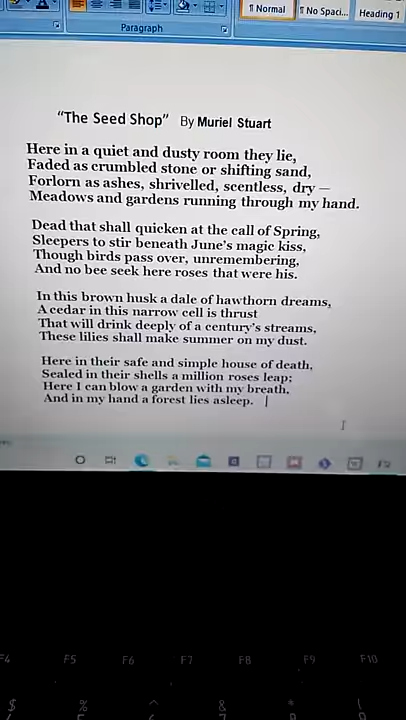 Normal
No Spaci...
Heading 1
Paragraph
"The Seed Shop" By Muriel Stuart
Here in a quiet and dusty room they lie,
Faded as crumbled stone or shifting sand,
Forlorn as ashes, shrivelled, scentless, dry –
Meadows and gardens running through my hand.
Dead that shall quicken at the call of Spring,
Sleepers to stir beneath June's magic kiss,
Though birds pass over, unremembering,
And no bee seek here roses that were his.
In this brown husk a dale of hawthorn dreams,
A cedar in this narrow cell is thrust
That will drink deeply of a century's streams,
These lilies shall make summer on my dust.
Here in their safe and simple house of death,
Sealed in their shells a million roses leap;
Here I can blow a garden with my breath,
And in my hand a forest lies asleep.
F4 F5 F6 F7 F8 F9 F10
$ % ^ & * (